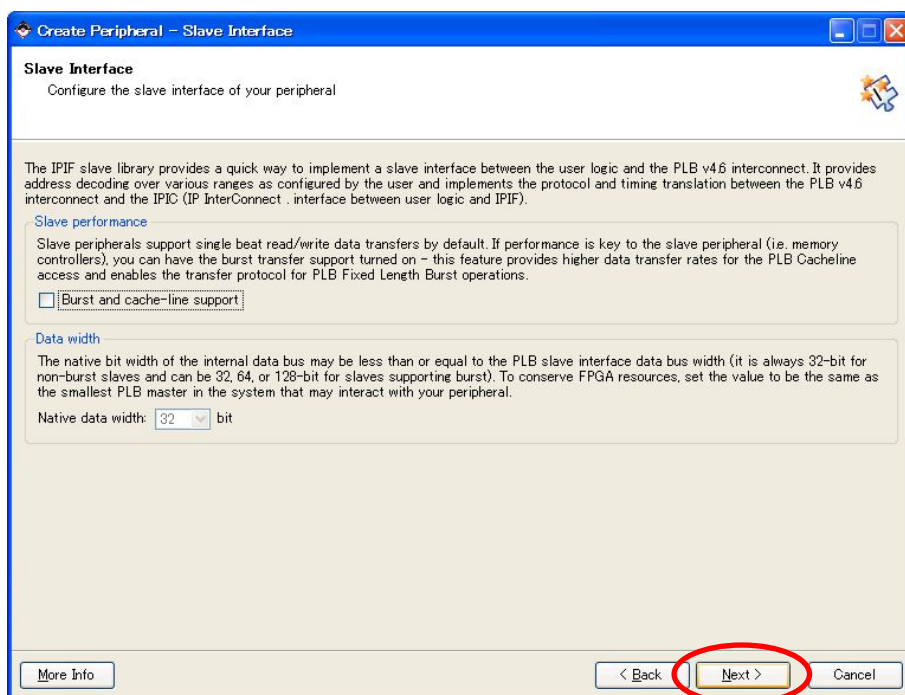 Create Peripheral - Slave Interface
Slave Interface
Configure the slave interface of your peripheral
The IPIF slave library provides a quick way to implement a slave interface between the user logic and the PLB v4.6 interconnect. It provides
address decoding over various ranges as configured by the user and implements the protocol and timing translation between the PLB v4.6
interconnect and the IPIC (IP InterConnect . interface between user logic and IPIF).
Slave performance
Slave peripherals support single beat read/write data transfers by default. If performance is key to the slave peripheral (i.e. memory
controllers), you can have the burst transfer support turned on - this feature provides higher data transfer rates for the PLB Cacheline
access and enables the transfer protocol for PLB Fixed Length Burst operations.
Burst and cache-line support
Data width
The native bit width of the internal data bus may be less than or equal to the PLB slave interface data bus width (it is always 32-bit for
non-burst slaves and can be 32, 64, or 128-bit for slaves supporting burst). To conserve FPGA resources, set the value to be the same as
the smallest PLB master in the system that may interact with your peripheral.
Native data width: 32 bit
More Info < Back Next > Cancel